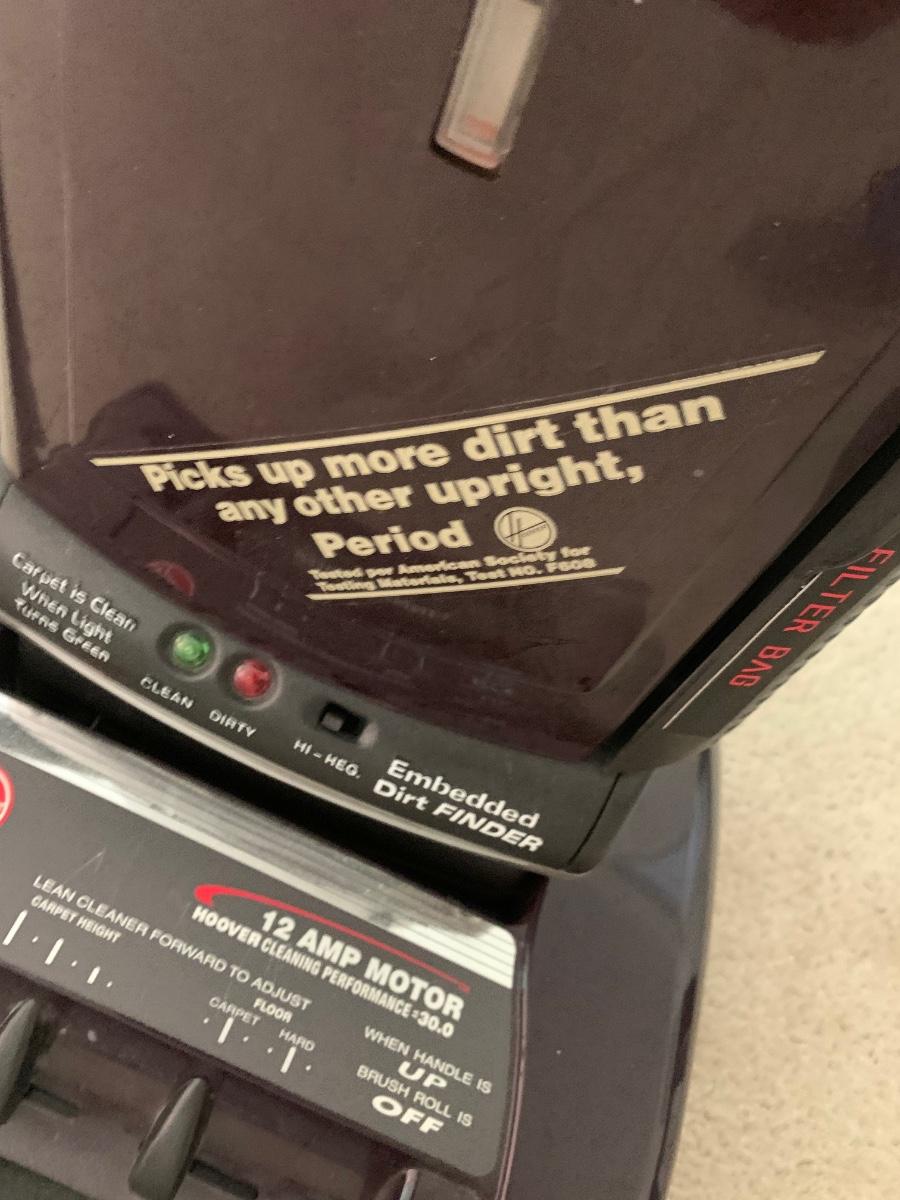 Picks up more dirt than
any other upright,
Period
Tested per American Society for
Testing Materials, Test NO. F608
FILTER BAG
Carpet is Clean
When Light
Turns Green
CLEAN DIRTY
HI - REG.
Embedded
Dirt FINDER
12 AMP MOTOR
HOOVER CLEANING PERFORMANCE=30.0
LEAN CLEANER FORWARD TO ADJUST
CARPET HEIGHT
FLOOR
CARPET HARD
WHEN HANDLE IS
UP
BRUSH ROLL IS
OFF